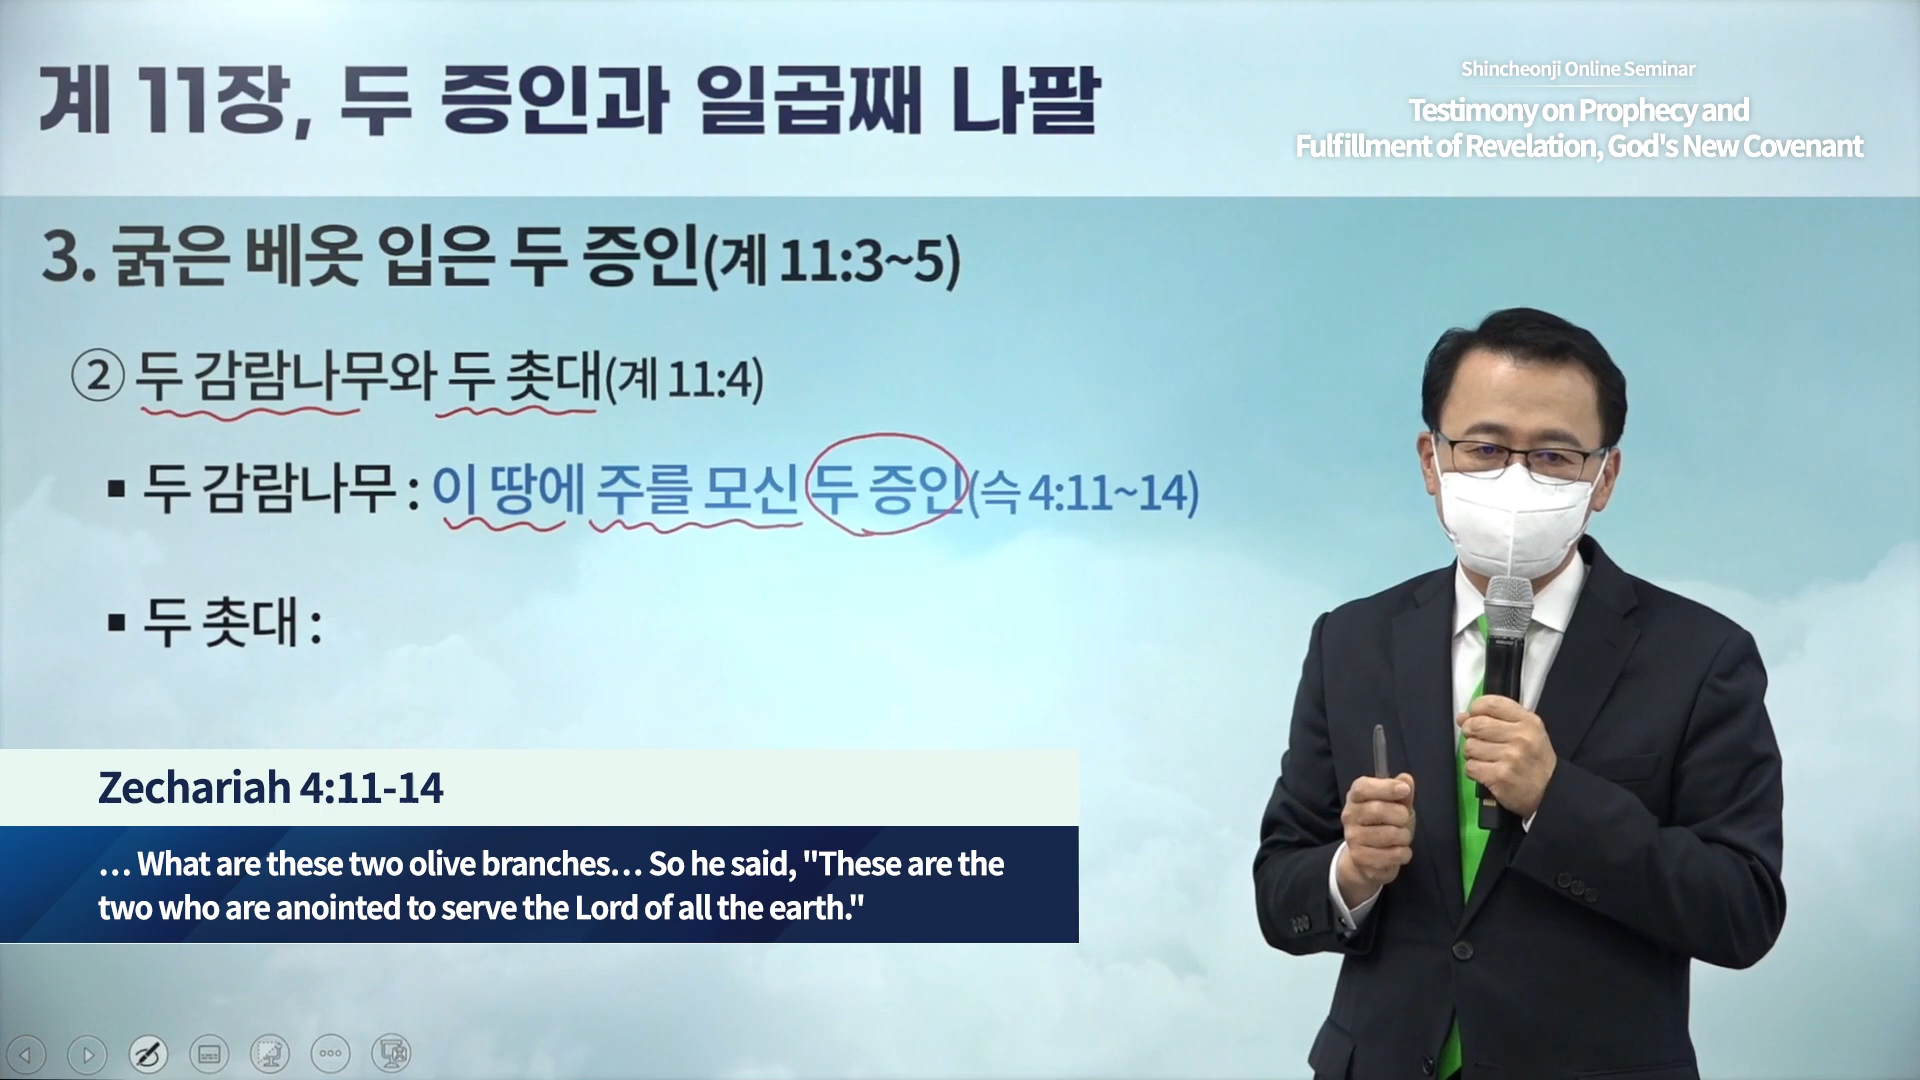 계 11장, 두 증인과 일곱째 나팔
Shincheonji Online Seminar
Testimony on Prophecy and
Fulfillment of Revelation, God's New Covenant
3. 굵은 베옷 입은 두 증인(계 11:3~5)
② 두 감람나무와 두 촛대(계 11:4)
▪ 두 감람나무 : 이 땅에 주를 모신 두 증인(슥 4:11~14)
▪ 두 촛대 :
Zechariah 4:11-14
… What are these two olive branches… So he said, "These are the
two who are anointed to serve the Lord of all the earth."